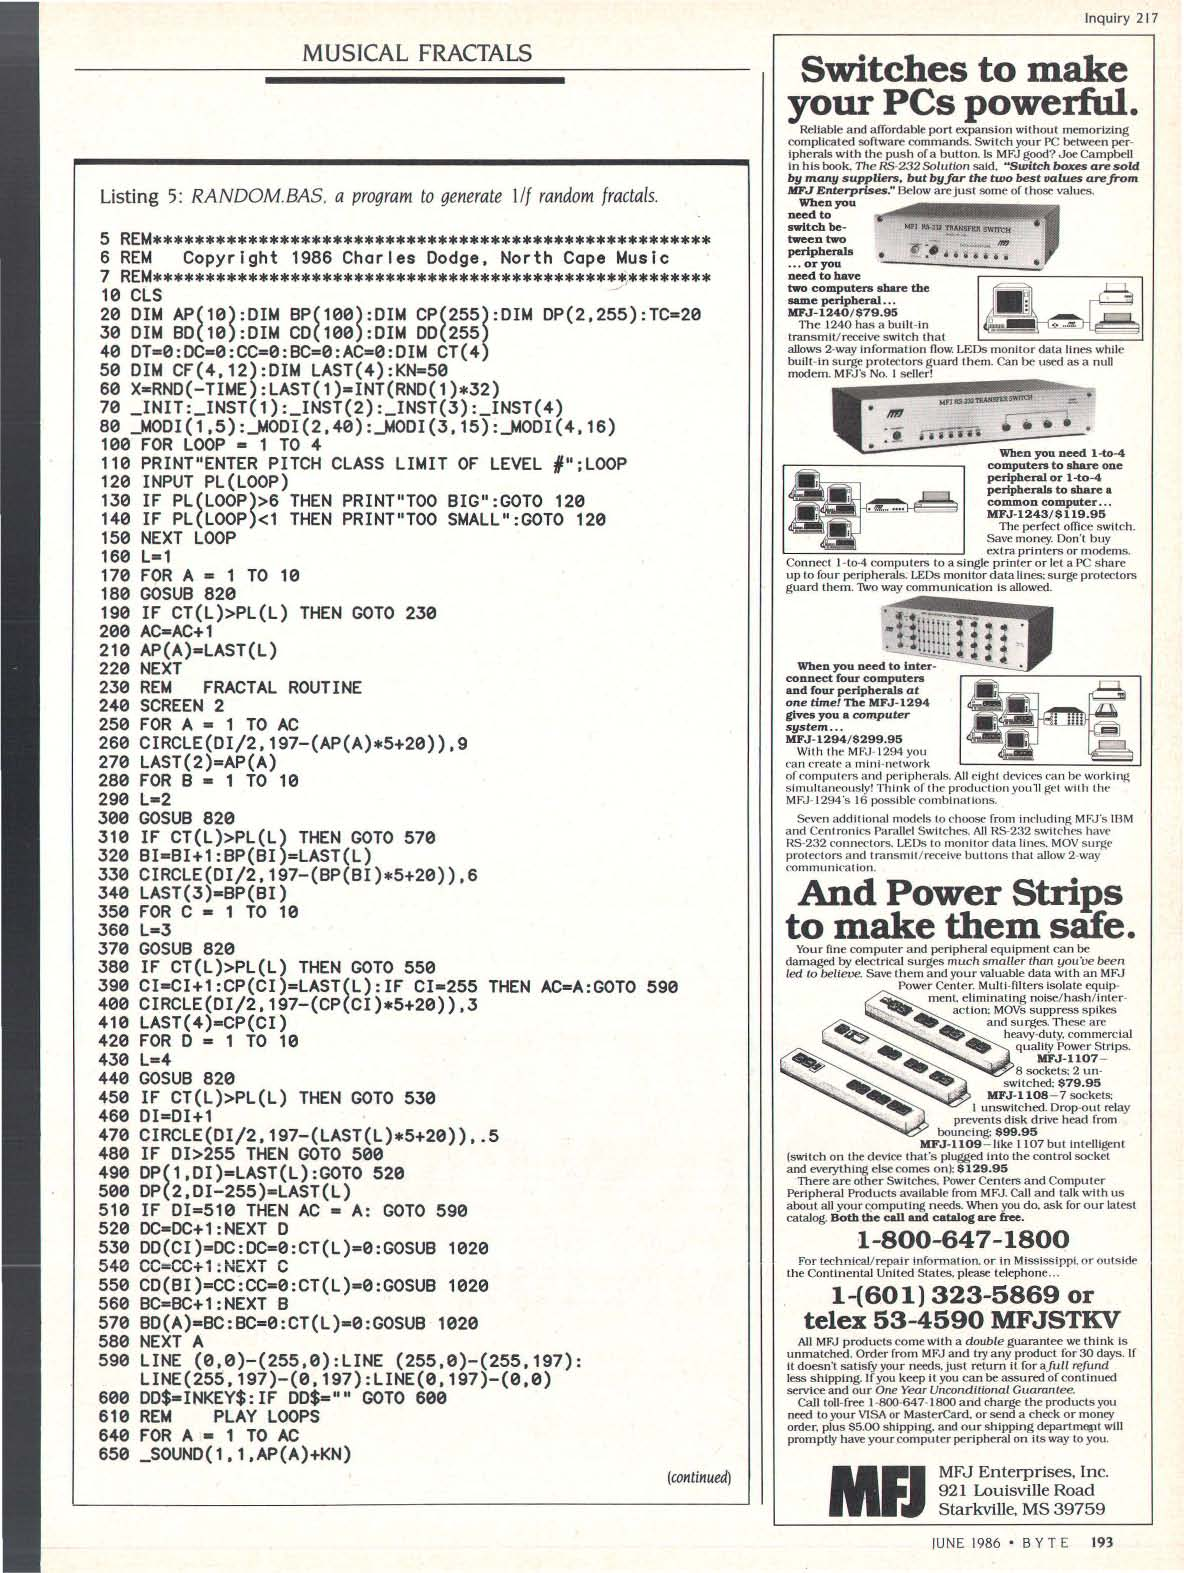 Inquiry 217
MUSICAL FRACTALS
Listing 5: RANDOM.BAS, a program to generate 1/f random fractals.
5 REM*****************************************************
6 REM   Copyright 1986 Charles Dodge, North Cape Music
7 REM*****************************************************
10 CLS
20 DIM AP(10):DIM BP(100):DIM CP(255):DIM DP(2,255):TC=20
30 DIM BD(10):DIM CD(100):DIM DD(255)
40 DT=0:DC=0:CC=0:BC=0:AC=0:DIM CT(4)
50 DIM CF(4,12):DIM LAST(4):KN=50
60 X=RND(-TIME):LAST(1)=INT(RND(1)*32)
70 _INIT:_INST(1):_INST(2):_INST(3):_INST(4)
80 _MODI(1,5):_MODI(2,40):_MODI(3,15):_MODI(4,16)
100 FOR LOOP = 1 TO 4
110 PRINT"ENTER PITCH CLASS LIMIT OF LEVEL #";LOOP
120 INPUT PL(LOOP)
130 IF PL(LOOP)>6 THEN PRINT"TOO BIG":GOTO 120
140 IF PL(LOOP)<1 THEN PRINT"TOO SMALL":GOTO 120
150 NEXT LOOP
160 L=1
170 FOR A = 1 TO 10
180 GOSUB 820
190 IF CT(L)>PL(L) THEN GOTO 230
200 AC=AC+1
210 AP(A)=LAST(L)
220 NEXT
230 REM   FRACTAL ROUTINE
240 SCREEN 2
250 FOR A = 1 TO AC
260 CIRCLE(DI/2,197-(AP(A)*5+20)),9
270 LAST(2)=AP(A)
280 FOR B = 1 TO 10
290 L=2
300 GOSUB 820
310 IF CT(L)>PL(L) THEN GOTO 570
320 BI=BI+1:BP(BI)=LAST(L)
330 CIRCLE(DI/2,197-(BP(BI)*5+20)),6
340 LAST(3)=BP(BI)
350 FOR C = 1 TO 10
360 L=3
370 GOSUB 820
380 IF CT(L)>PL(L) THEN GOTO 550
390 CI=CI+1:CP(CI)=LAST(L):IF CI=255 THEN AC=A:GOTO 590
400 CIRCLE(DI/2,197-(CP(CI)*5+20)),3
410 LAST(4)=CP(CI)
420 FOR D = 1 TO 10
430 L=4
440 GOSUB 820
450 IF CT(L)>PL(L) THEN GOTO 530
460 DI=DI+1
470 CIRCLE(DI/2,197-(LAST(L)*5+20)),.5
480 IF DI>255 THEN GOTO 500
490 DP(1,DI)=LAST(L):GOTO 520
500 DP(2,DI-255)=LAST(L)
510 IF DI=510 THEN AC = A: GOTO 590
520 DC=DC+1:NEXT D
530 DD(CI)=DC:DC=0:CT(L)=0:GOSUB 1020
540 CC=CC+1:NEXT C
550 CD(BI)=CC:CC=0:CT(L)=0:GOSUB 1020
560 BC=BC+1:NEXT B
570 BD(A)=BC:BC=0:CT(L)=0:GOSUB 1020
580 NEXT A
590 LINE (0,0)-(255,0):LINE (255,0)-(255,197):
LINE(255,197)-(0,197):LINE(0,197)-(0,0)
600 DD$=INKEY$:IF DD$="" GOTO 600
610 REM   PLAY LOOPS
640 FOR A = 1 TO AC
650 _SOUND(1,1,AP(A)+KN)
(continued)
Switches to make
your PCs powerful.
Reliable and affordable port expansion without memorizing
complicated software commands. Switch your PC between per-
ipherals with the push of a button. Is MFJ good? Joe Campbell
in his book, The RS-232 Solution said, "Switch boxes are sold
by many suppliers, but by far the two best values are from
MFJ Enterprises." Below are just some of those values.
When you
need to
switch be-
tween two
peripherals
... or you
need to have
two computers share the
same peripheral...
MFJ-1240/$79.95
MFJ RS-232 TRANSFER SWITCH
The 1240 has a built-in
transmit/receive switch that
allows 2-way information flow. LEDs monitor data lines while
built-in surge protectors guard them. Can be used as a null
modem. MFJ's No. 1 seller!
MFJ RS-232 TRANSFER SWITCH
When you need 1-to-4
computers to share one
peripheral or 1-to-4
peripherals to share a
common computer...
MFJ-1243/$119.95
The perfect office switch.
Save money. Don't buy
extra printers or modems.
Connect 1-to-4 computers to a single printer or let a PC share
up to four peripherals. LEDs monitor data lines; surge protectors
guard them. Two way communication is allowed.
When you need to inter-
connect four computers
and four peripherals at
one time! The MFJ-1294
gives you a computer
system...
MFJ-1294/$299.95
With the MFJ-1294 you
can create a mini-network
of computers and peripherals. All eight devices can be working
simultaneously! Think of the production you'll get with the
MFJ-1294's 16 possible combinations.
Seven additional models to choose from including MFJ's IBM
and Centronics Parallel Switches. All RS-232 switches have
RS-232 connectors, LEDs to monitor data lines, MOV surge
protectors and transmit/receive buttons that allow 2-way
communication.
And Power Strips
to make them safe.
Your fine computer and peripheral equipment can be
damaged by electrical surges much smaller than you've been
led to believe. Save them and your valuable data with an MFJ
Power Center. Multi-filters isolate equip-
ment, eliminating noise/hash/inter-
action; MOVs suppress spikes
and surges. These are
heavy-duty, commercial
quality Power Strips.
MFJ-1107—
8 sockets; 2 un-
switched; $79.95
MFJ-1108—7 sockets;
1 unswitched. Drop-out relay
prevents disk drive head from
bouncing; $99.95
MFJ-1109—like 1107 but intelligent
(switch on the device that's plugged into the control socket
and everything else comes on); $129.95
There are other Switches, Power Centers and Computer
Peripheral Products available from MFJ. Call and talk with us
about all your computing needs. When you do, ask for our latest
catalog. Both the call and catalog are free.
1-800-647-1800
For technical/repair information, or in Mississippi, or outside
the Continental United States, please telephone...
1-(601) 323-5869 or
telex 53-4590 MFJSTKV
All MFJ products come with a double guarantee we think is
unmatched. Order from MFJ and try any product for 30 days. If
it doesn't satisfy your needs, just return it for a full refund
less shipping. If you keep it you can be assured of continued
service and our One Year Unconditional Guarantee.
Call toll-free 1-800-647-1800 and charge the products you
need to your VISA or MasterCard, or send a check or money
order, plus $5.00 shipping, and our shipping department will
promptly have your computer peripheral on its way to you.
MFJ
MFJ Enterprises, Inc.
921 Louisville Road
Starkville, MS 39759
JUNE 1986 • BYTE 193